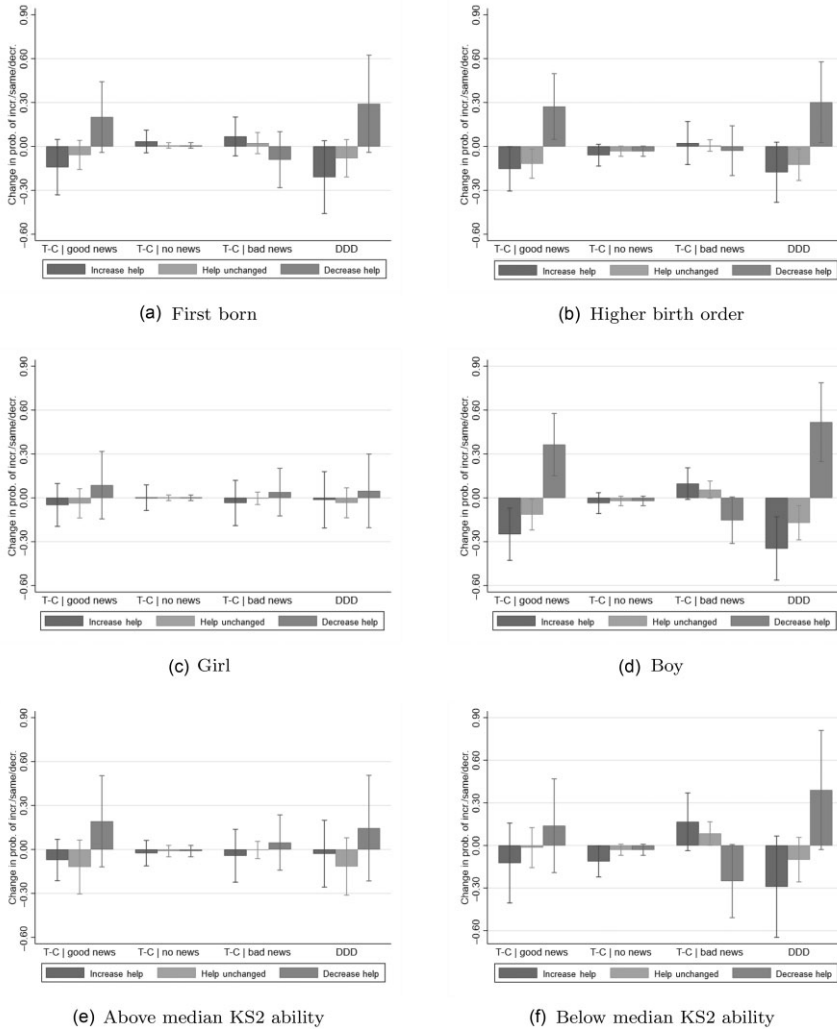 Change in prob. of incr./same/decr.
0.90
0.60
0.30
0.00
−0.30
−0.60
T-C | good news T-C | no news T-C | bad news DDD
Increase help Help unchanged Decrease help
(a) First born
Change in prob. of incr./same/decr.
0.90
0.60
0.30
0.00
−0.30
−0.60
T-C | good news T-C | no news T-C | bad news DDD
Increase help Help unchanged Decrease help
(b) Higher birth order
Change in prob. of incr./same/decr.
0.90
0.60
0.30
0.00
−0.30
−0.60
T-C | good news T-C | no news T-C | bad news DDD
Increase help Help unchanged Decrease help
(c) Girl
Change in prob. of incr./same/decr.
0.90
0.60
0.30
0.00
−0.30
−0.60
T-C | good news T-C | no news T-C | bad news DDD
Increase help Help unchanged Decrease help
(d) Boy
Change in prob. of incr./same/decr.
0.90
0.60
0.30
0.00
−0.30
−0.60
T-C | good news T-C | no news T-C | bad news DDD
Increase help Help unchanged Decrease help
(e) Above median KS2 ability
Change in prob. of incr./same/decr.
0.90
0.60
0.30
0.00
−0.30
−0.60
T-C | good news T-C | no news T-C | bad news DDD
Increase help Help unchanged Decrease help
(f) Below median KS2 ability